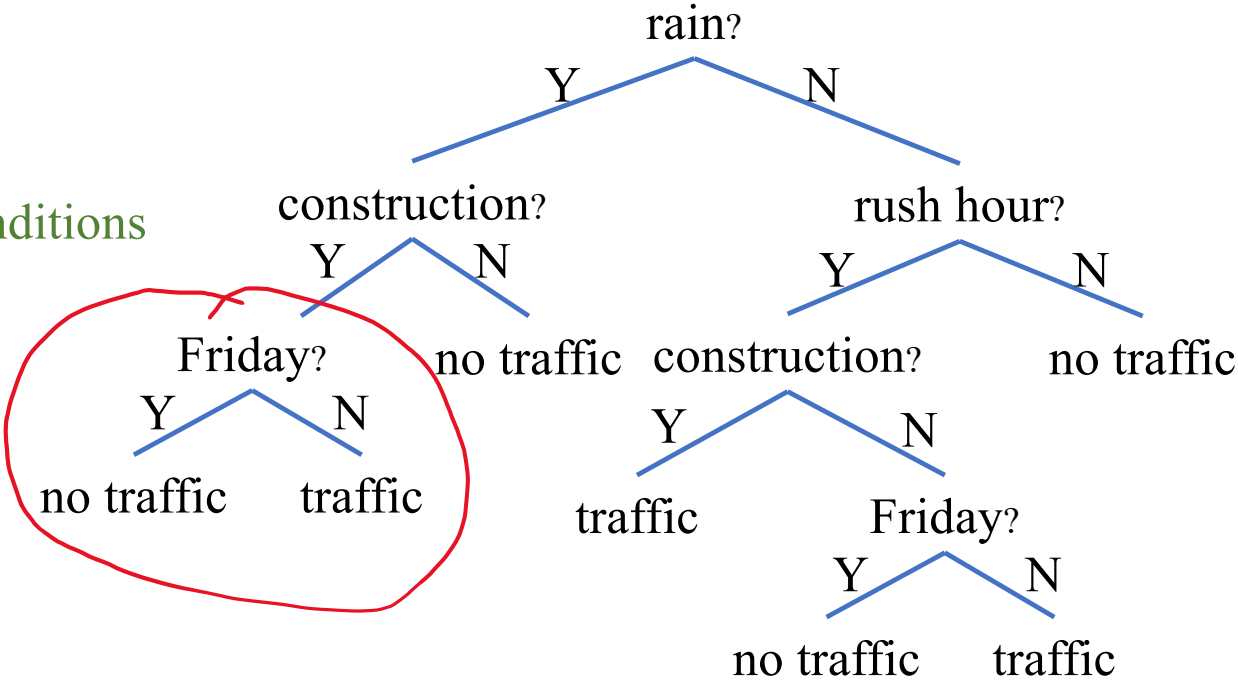 rain?
Y N
nditions
construction? rush hour?
Y N Y N
Friday? no traffic construction? no traffic
Y N Y N
no traffic traffic traffic Friday?
Y N
no traffic traffic